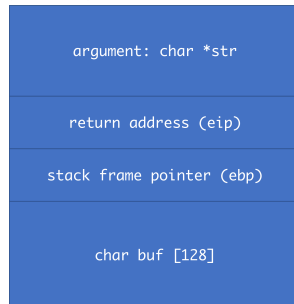 argument: char *str
return address (eip)
stack frame pointer (ebp)
char buf [128]